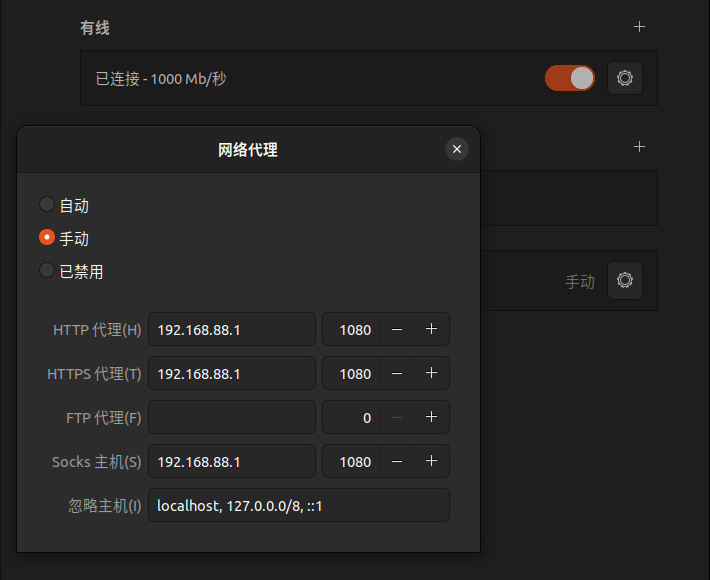 有线
已连接 - 1000 Mb/秒
网络代理
自动
手动
已禁用
手动
HTTP 代理(H) 192.168.88.1 1080
HTTPS 代理(T) 192.168.88.1 1080
FTP 代理(F) 0
Socks 主机(S) 192.168.88.1 1080
忽略主机(I) localhost, 127.0.0.0/8, ::1